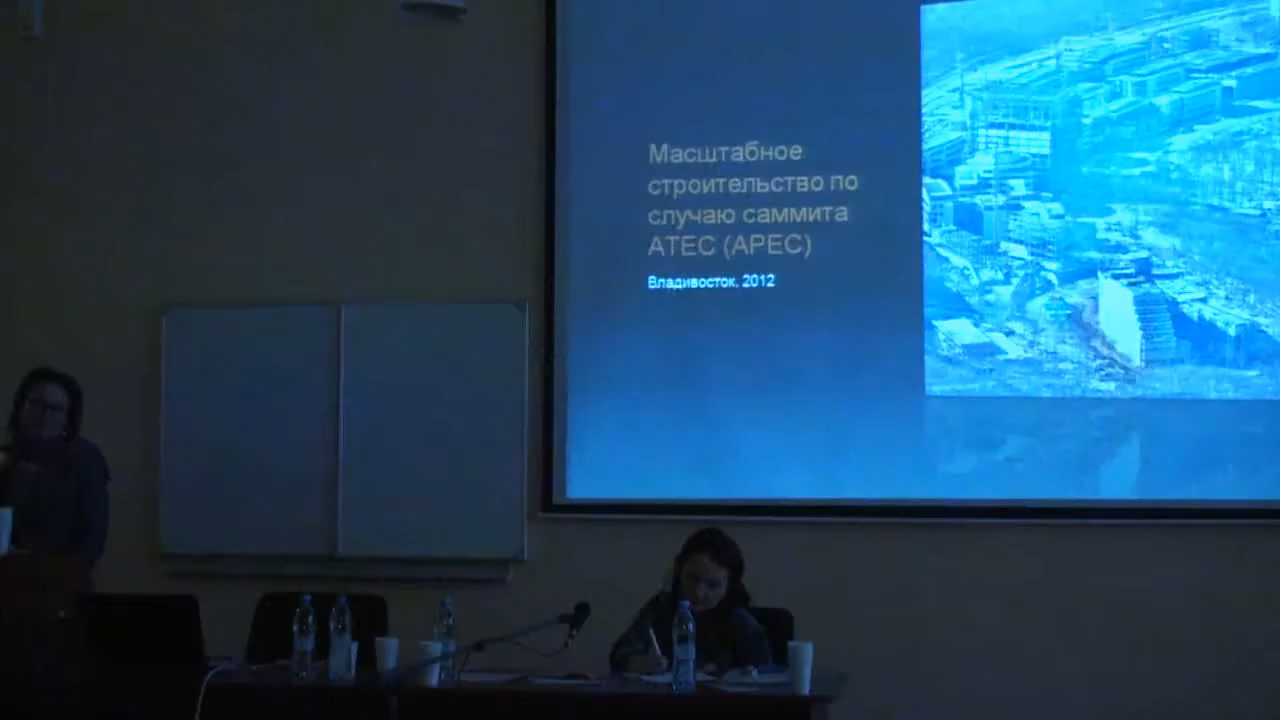 Масштабное
строительство по
случаю саммита
АТЕС (APEC)
Владивосток, 2012